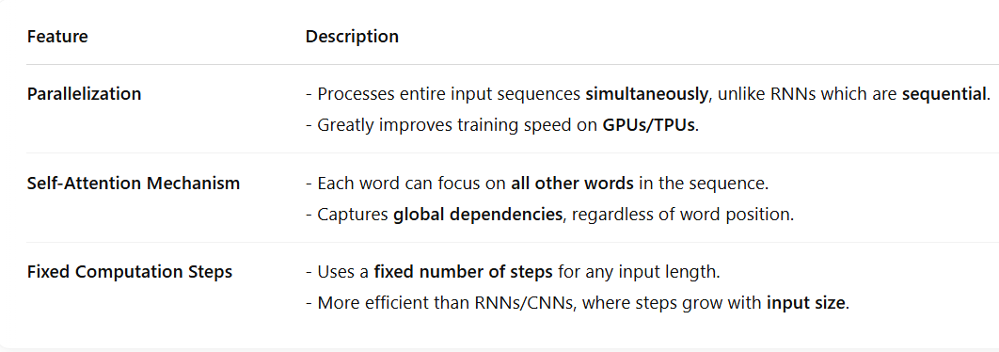 Feature Description
Parallelization - Processes entire input sequences simultaneously, unlike RNNs which are sequential.
- Greatly improves training speed on GPUs/TPUs.
Self-Attention Mechanism - Each word can focus on all other words in the sequence.
- Captures global dependencies, regardless of word position.
Fixed Computation Steps - Uses a fixed number of steps for any input length.
- More efficient than RNNs/CNNs, where steps grow with input size.